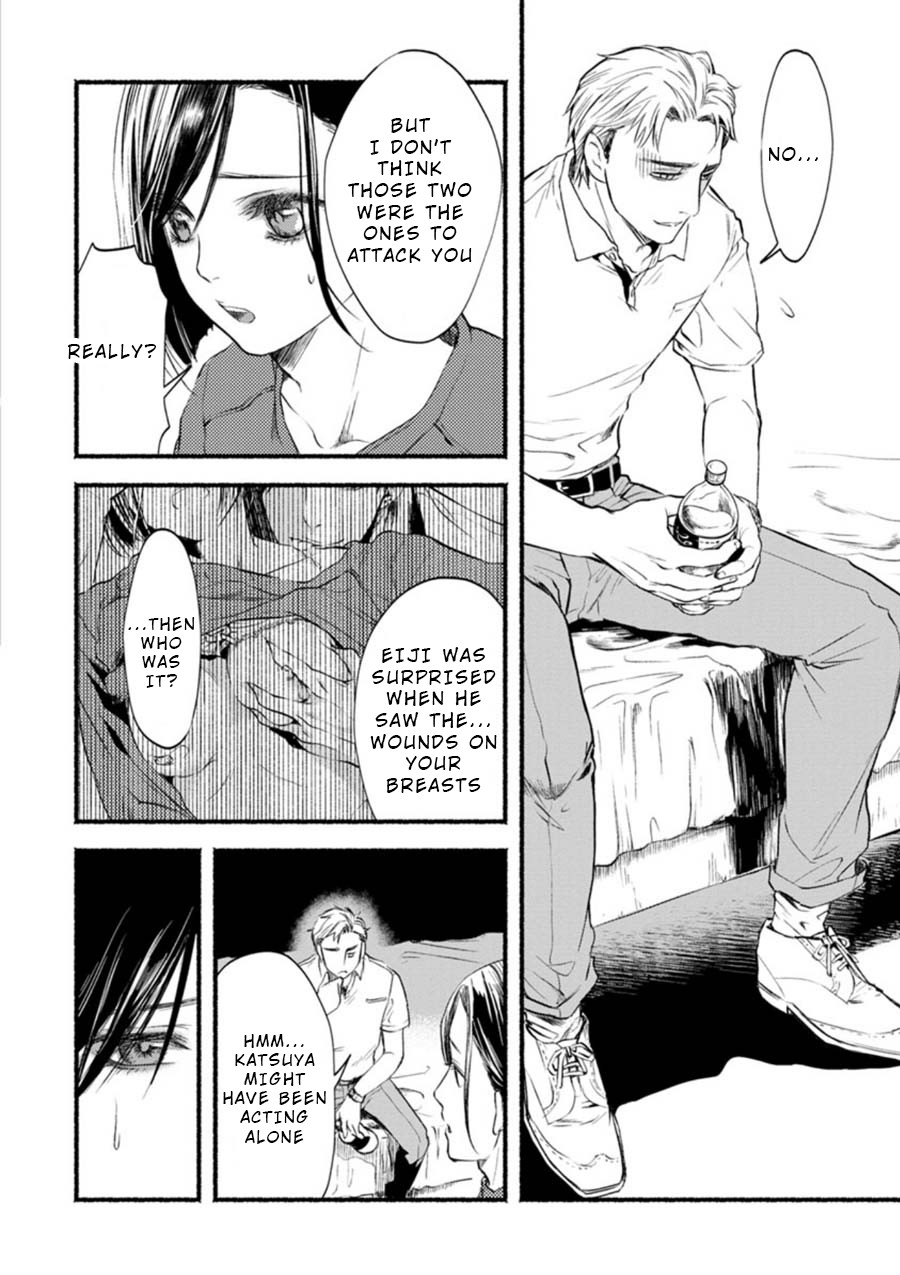 NO...
BUT
I DON'T
THINK
THOSE TWO
WERE THE
ONES TO
ATTACK YOU
REALLY?
EIJI WAS
SURPRISED
WHEN HE
SAW THE...
WOUNDS ON
YOUR
BREASTS
...THEN
WHO
WAS
IT?
HMM...
KATSUYA
MIGHT
HAVE BEEN
ACTING
ALONE